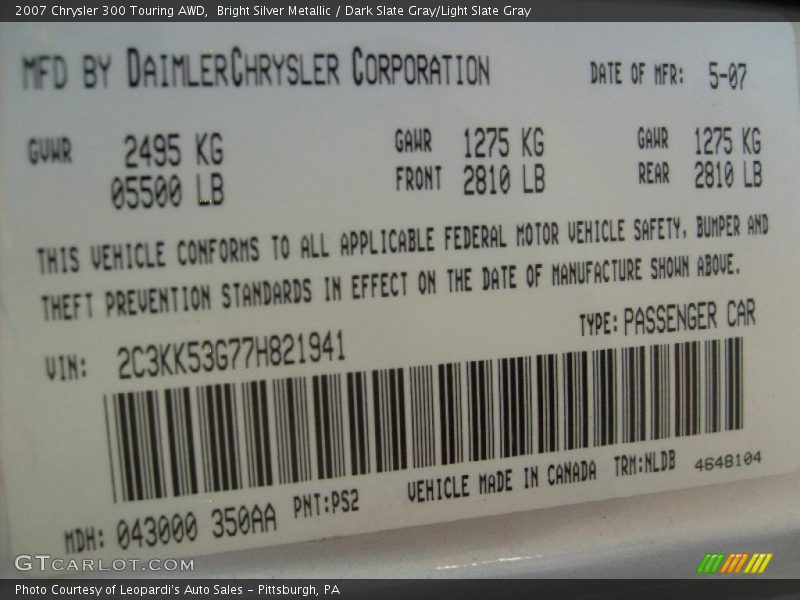 2007 Chrysler 300 Touring AWD,  Bright Silver Metallic / Dark Slate Gray/Light Slate Gray
MFD BY DAIMLERCHRYSLER CORPORATION DATE OF MFR: 5-07
GVWR 2495 KG GAWR 1275 KG GAWR 1275 KG
05500 LB FRONT 2810 LB REAR 2810 LB
THIS VEHICLE CONFORMS TO ALL APPLICABLE FEDERAL MOTOR VEHICLE SAFETY, BUMPER AND
THEFT PREVENTION STANDARDS IN EFFECT ON THE DATE OF MANUFACTURE SHOWN ABOVE.
VIN: 2C3KK53G77H821941 TYPE: PASSENGER CAR
MDH: 043000 350AA PNT:PS2 VEHICLE MADE IN CANADA TRM:NLDB 4648104
GTCARLOT.COM
Photo Courtesy of Leopardi's Auto Sales - Pittsburgh, PA